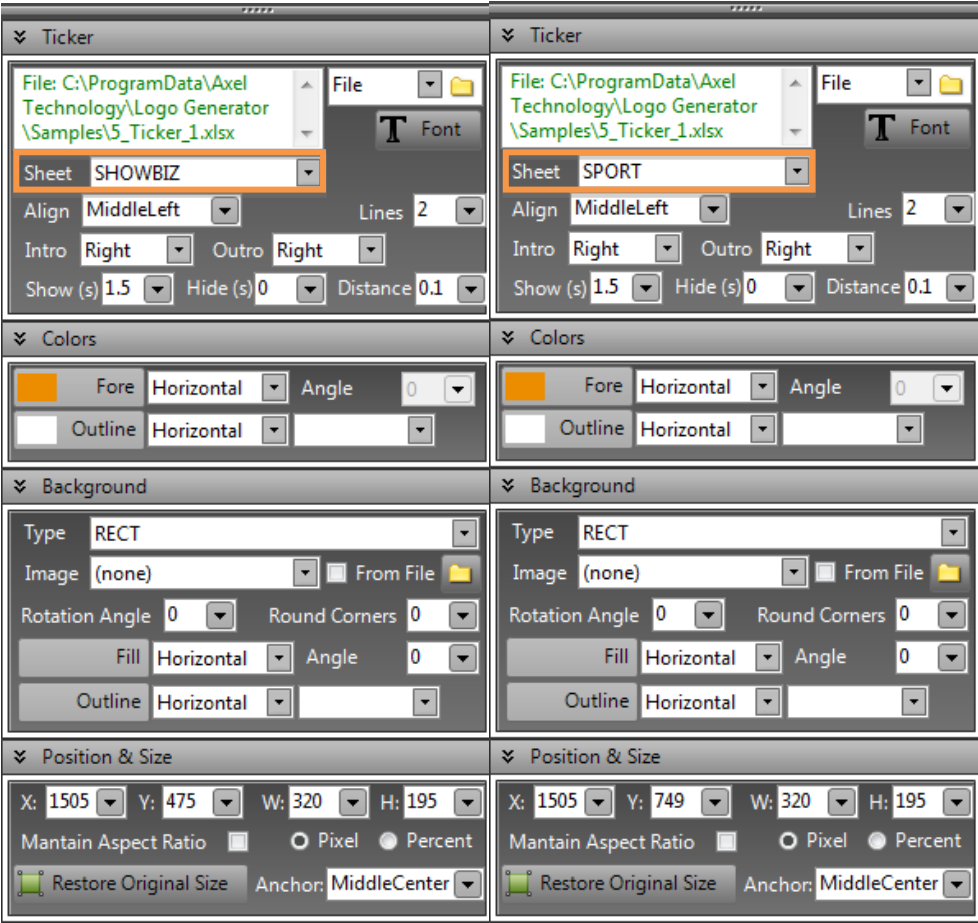 Ticker
File: C:\ProgramData\Axel
Technology\Logo Generator
\Samples\5_Ticker_1.xlsx
File
Font
Sheet SHOWBIZ
Align MiddleLeft Lines 2
Intro Right Outro Right
Show (s) 1.5 Hide (s) 0 Distance 0.1
Colors
Fore Horizontal Angle 0
Outline Horizontal
Background
Type RECT
Image (none) From File
Rotation Angle 0 Round Corners 0
Fill Horizontal Angle 0
Outline Horizontal
Position & Size
X: 1505 Y: 475 W: 320 H: 195
Mantain Aspect Ratio Pixel Percent
Restore Original Size Anchor: MiddleCenter
Ticker
File: C:\ProgramData\Axel
Technology\Logo Generator
\Samples\5_Ticker_1.xlsx
File
Font
Sheet SPORT
Align MiddleLeft Lines 2
Intro Right Outro Right
Show (s) 1.5 Hide (s) 0 Distance 0.1
Colors
Fore Horizontal Angle 0
Outline Horizontal
Background
Type RECT
Image (none) From File
Rotation Angle 0 Round Corners 0
Fill Horizontal Angle 0
Outline Horizontal
Position & Size
X: 1505 Y: 749 W: 320 H: 195
Mantain Aspect Ratio Pixel Percent
Restore Original Size Anchor: MiddleCenter